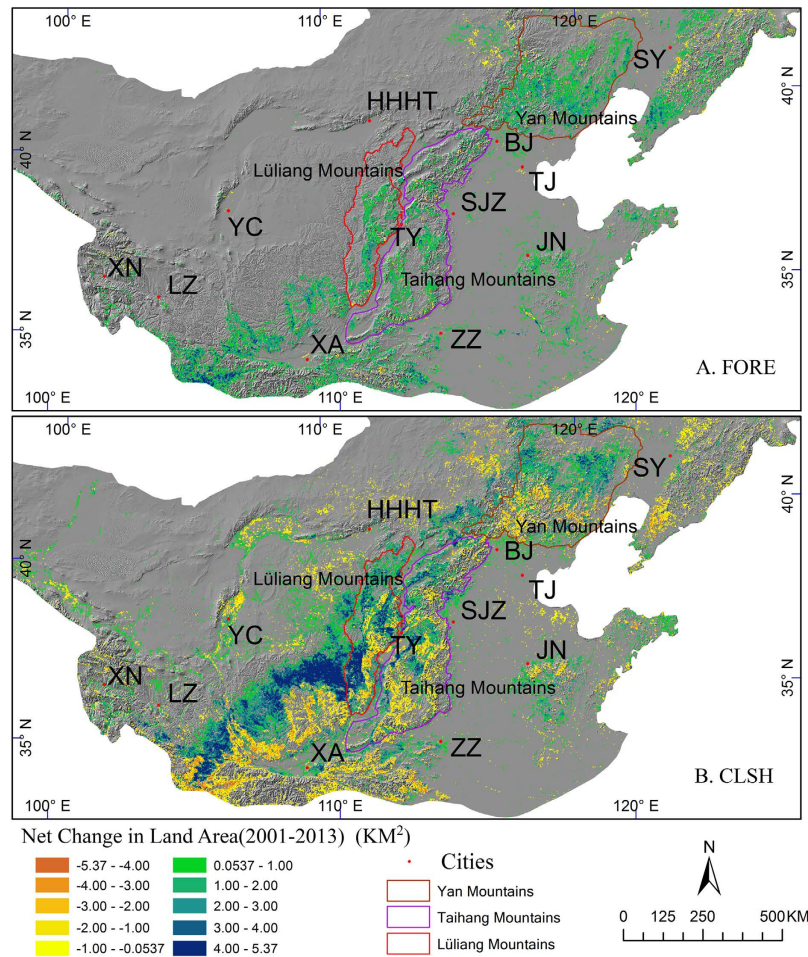 120° E
110° E
100° E
SY
40° N
HHHT
Yan Mountains
BJ
40° N
Lüliang Mountains
TJ
SJZ
YC
TY
JN
XN
Taihang Mountains
35° N
LZ
35° N
XA
ZZ
A. FORE
100° E
110° E
120° E
100° E
110° E
120° E
SY
40° N
HHHT
Yan Mountains
BJ
40° N
Lüliang Mountains
TJ
SJZ
YC
TY
JN
XN
35° N
LZ
Taihang Mountains
35° N
XA
ZZ
B. CLSH
100° E
110° E
120° E
Net Change in Land Area(2001-2013) (KM²)
-5.37 - -4.00
-4.00 - -3.00
-3.00 - -2.00
-2.00 - -1.00
-1.00 - -0.0537
0.0537 - 1.00
1.00 - 2.00
2.00 - 3.00
3.00 - 4.00
4.00 - 5.37
Cities
Yan Mountains
Taihang Mountains
Lüliang Mountains
N
0 125 250 500 KM